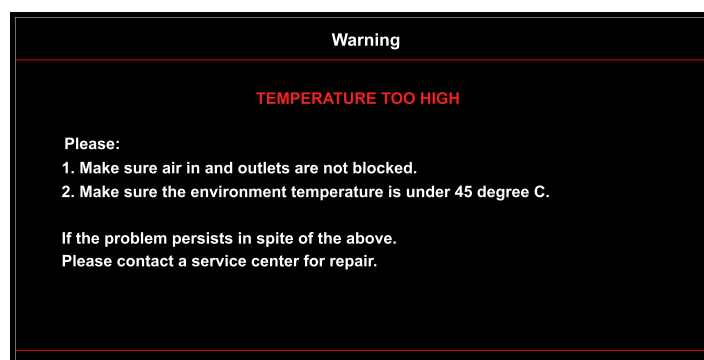 Warning
TEMPERATURE TOO HIGH
Please:
1. Make sure air in and outlets are not blocked.
2. Make sure the environment temperature is under 45 degree C.
If the problem persists in spite of the above.
Please contact a service center for repair.